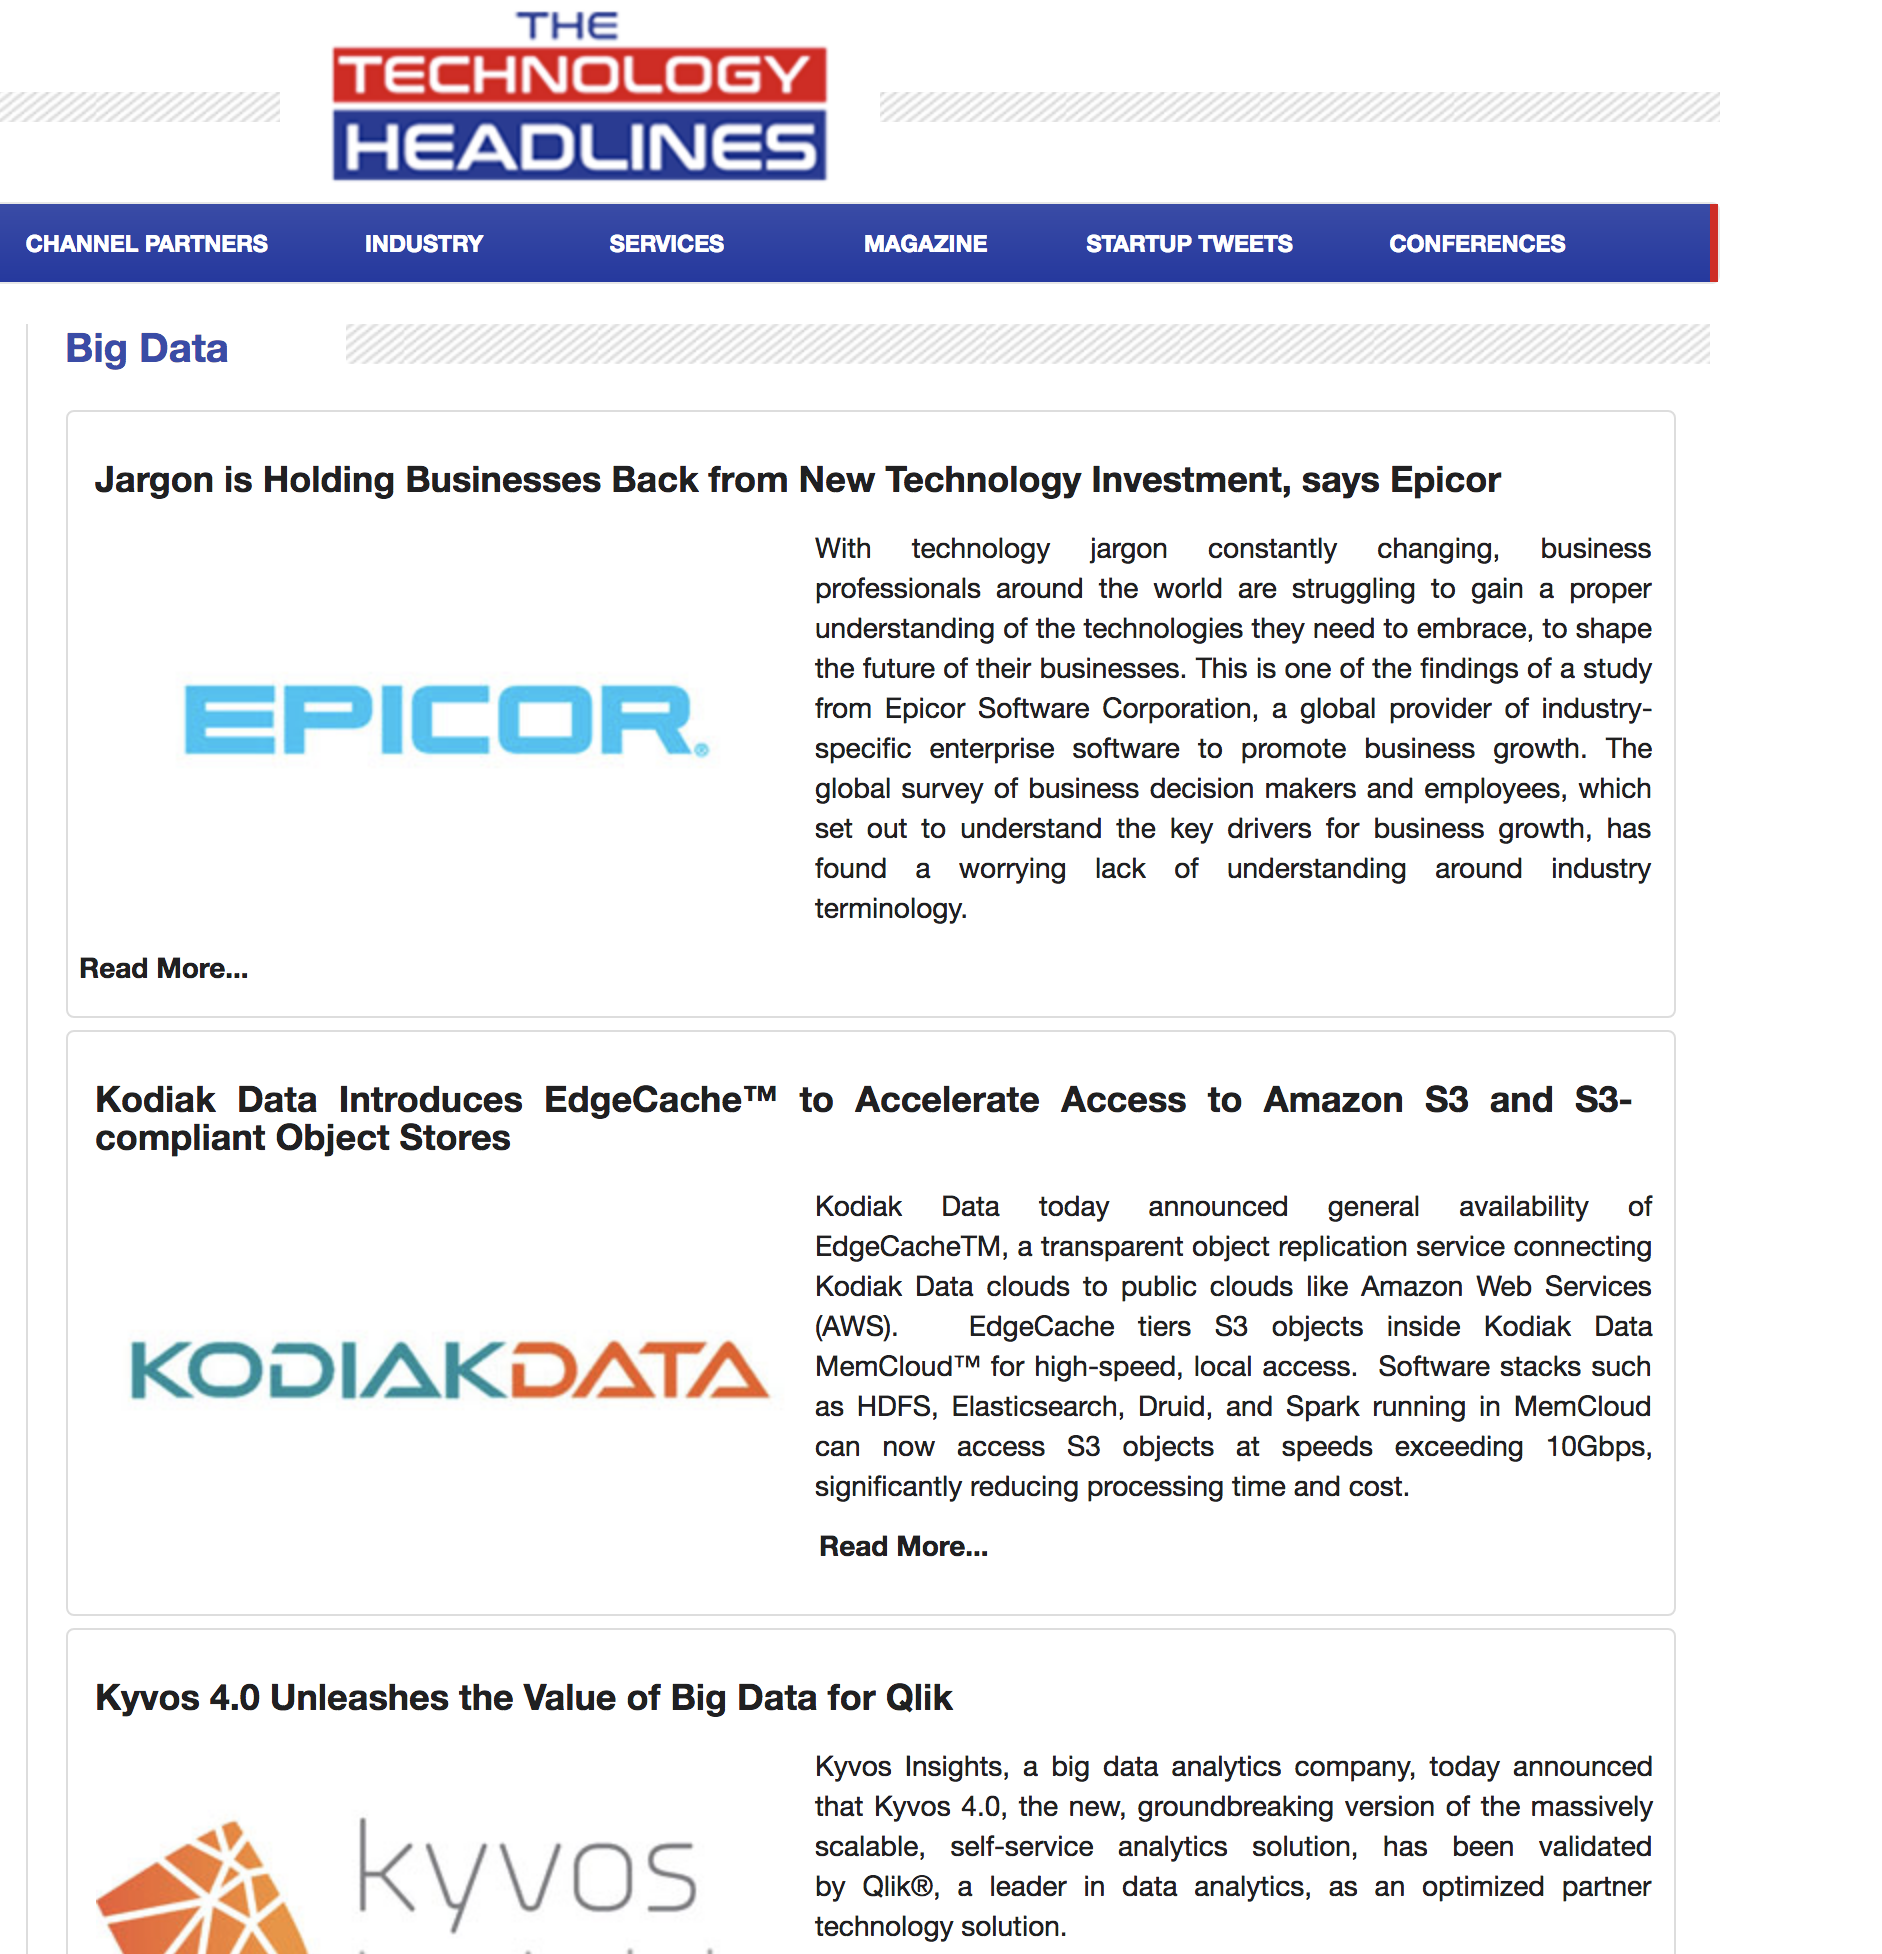 THE
TECHNOLOGY
HEADLINES
CHANNEL PARTNERS INDUSTRY SERVICES MAGAZINE STARTUP TWEETS CONFERENCES
Big Data
Jargon is Holding Businesses Back from New Technology Investment, says Epicor
EPICOR®
With technology jargon constantly changing, business
professionals around the world are struggling to gain a proper
understanding of the technologies they need to embrace, to shape
the future of their businesses. This is one of the findings of a study
from Epicor Software Corporation, a global provider of industry-
specific enterprise software to promote business growth. The
global survey of business decision makers and employees, which
set out to understand the key drivers for business growth, has
found a worrying lack of understanding around industry
terminology.
Read More...
Kodiak Data Introduces EdgeCache™ to Accelerate Access to Amazon S3 and S3-
compliant Object Stores
KODIAKDATA
Kodiak Data today announced general availability of
EdgeCacheTM, a transparent object replication service connecting
Kodiak Data clouds to public clouds like Amazon Web Services
(AWS). EdgeCache tiers S3 objects inside Kodiak Data
MemCloud™ for high-speed, local access. Software stacks such
as HDFS, Elasticsearch, Druid, and Spark running in MemCloud
can now access S3 objects at speeds exceeding 10Gbps,
significantly reducing processing time and cost.
Read More...
Kyvos 4.0 Unleashes the Value of Big Data for Qlik
kyvos
Kyvos Insights, a big data analytics company, today announced
that Kyvos 4.0, the new, groundbreaking version of the massively
scalable, self-service analytics solution, has been validated
by Qlik®, a leader in data analytics, as an optimized partner
technology solution.